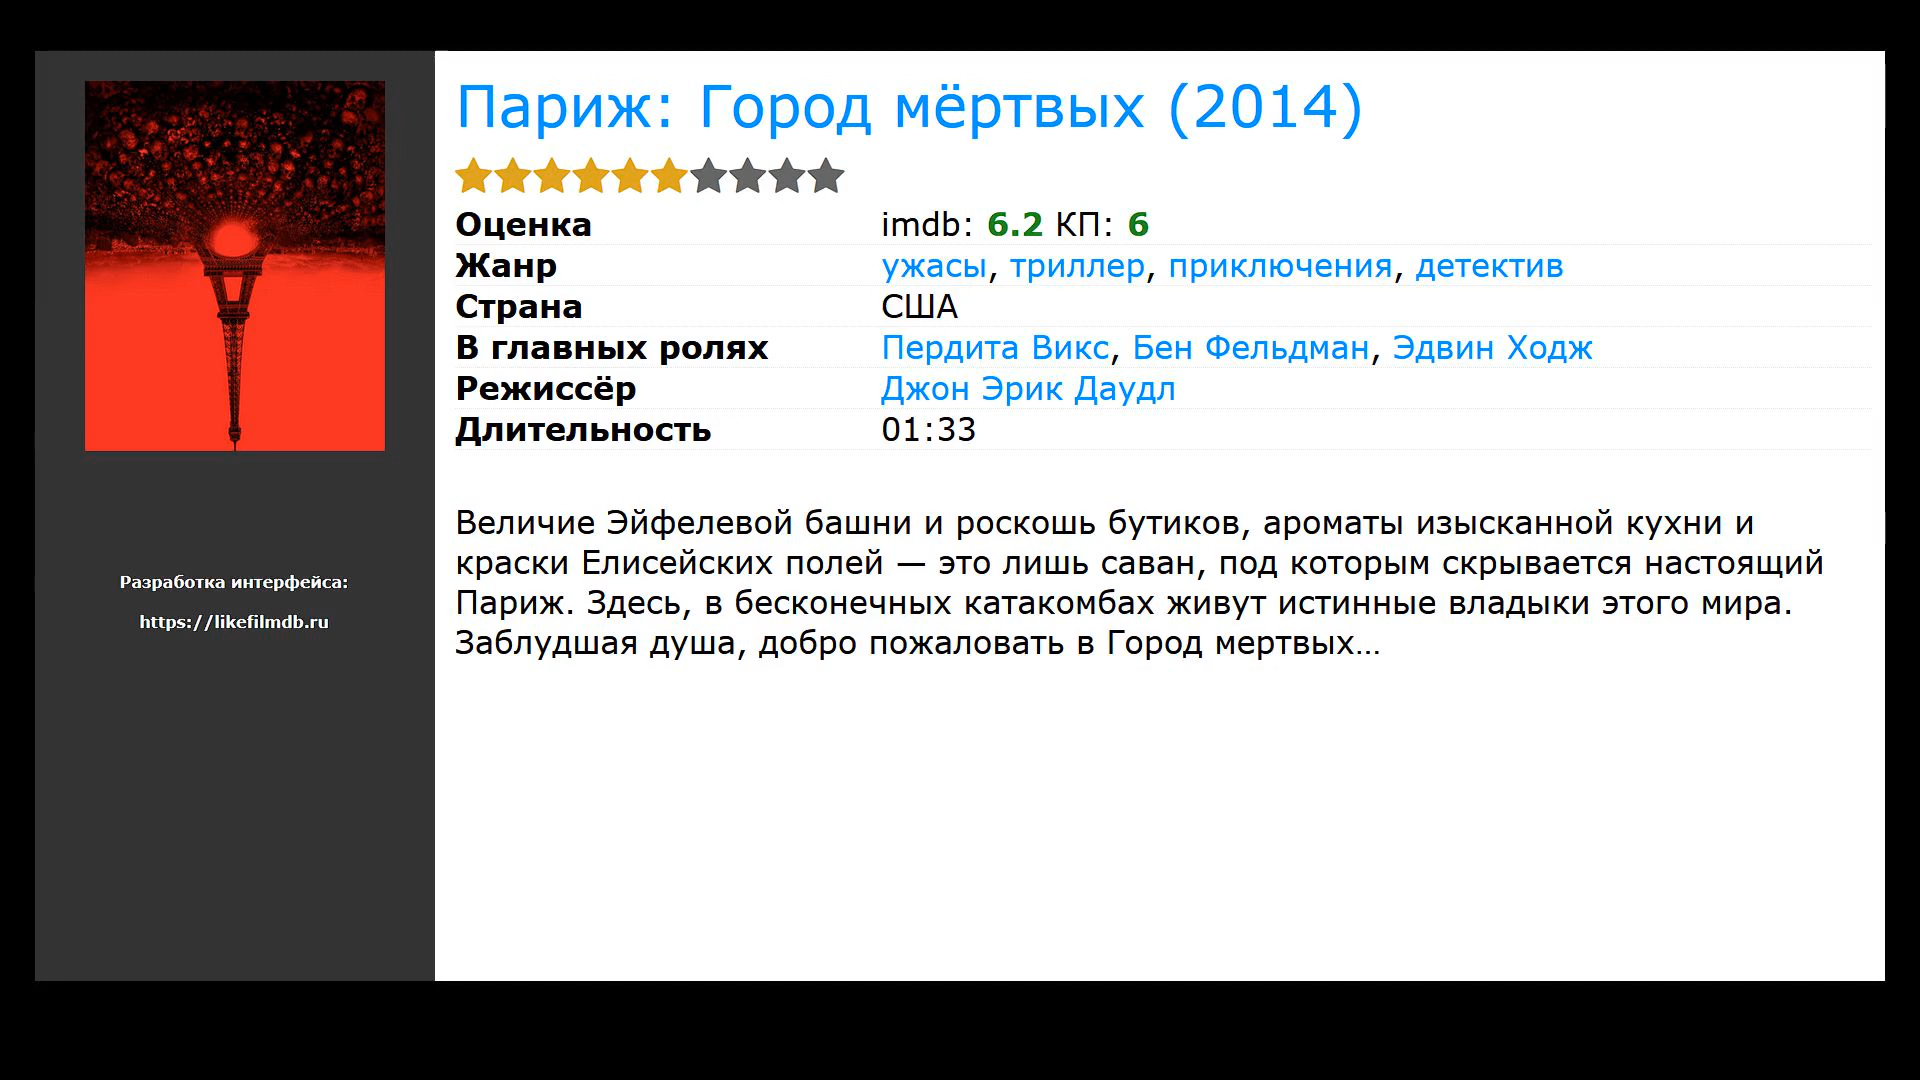 Париж: Город мёртвых (2014)
Оценка imdb: 6.2 КП: 6
Жанр ужасы, триллер, приключения, детектив
Страна США
В главных ролях Пердита Викс, Бен Фельдман, Эдвин Ходж
Режиссёр Джон Эрик Даудл
Длительность 01:33
Величие Эйфелевой башни и роскошь бутиков, ароматы изысканной кухни и
краски Елисейских полей — это лишь саван, под которым скрывается настоящий
Париж. Здесь, в бесконечных катакомбах живут истинные владыки этого мира.
Заблудшая душа, добро пожаловать в Город мертвых…
Разработка интерфейса:
https://likefilmdb.ru